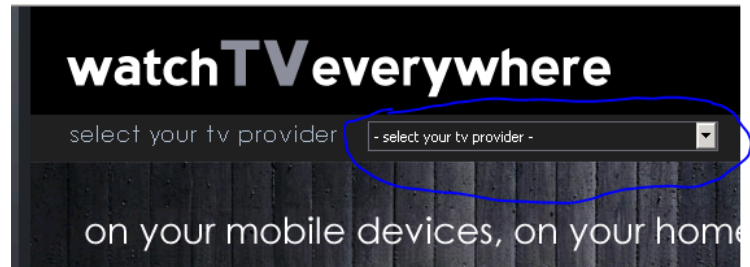 watchTVeverywhere
select your tv provider - select your tv provider -
on your mobile devices, on your home